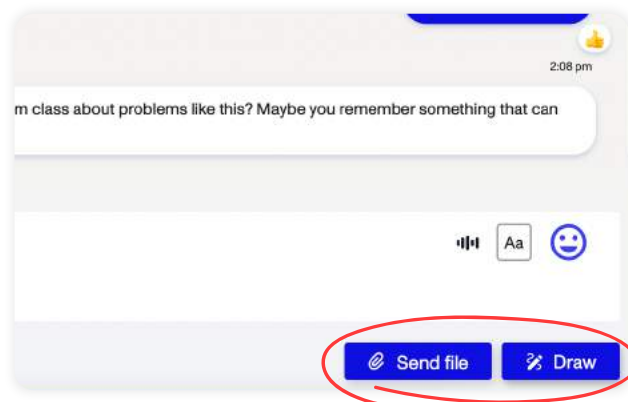 2:08 pm
m class about problems like this? Maybe you remember something that can
Aa
Send file
Draw